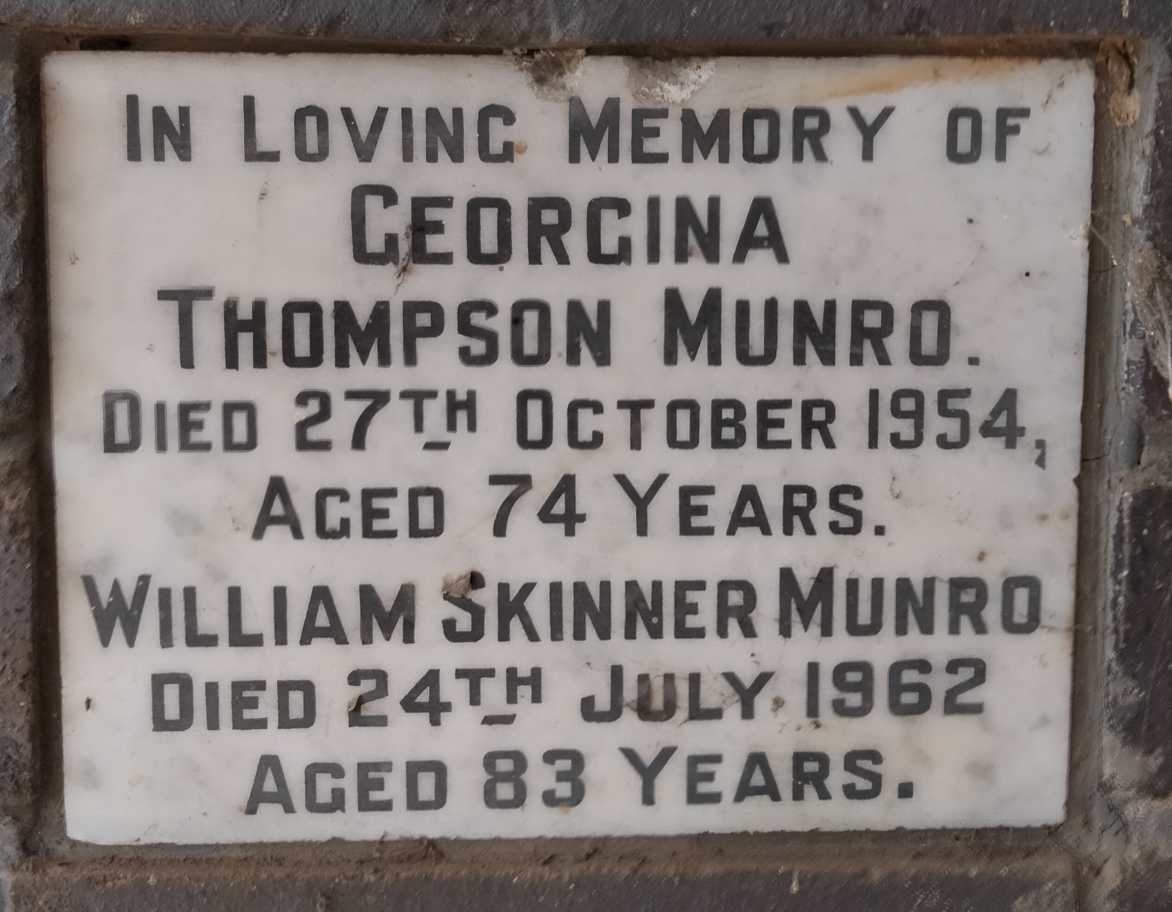 IN LOVING MEMORY OF
GEORGINA
THOMPSON MUNRO.
DIED 27TH OCTOBER 1954,
AGED 74 YEARS.
WILLIAM SKINNER MUNRO
DIED 24TH JULY 1962
AGED 83 YEARS.